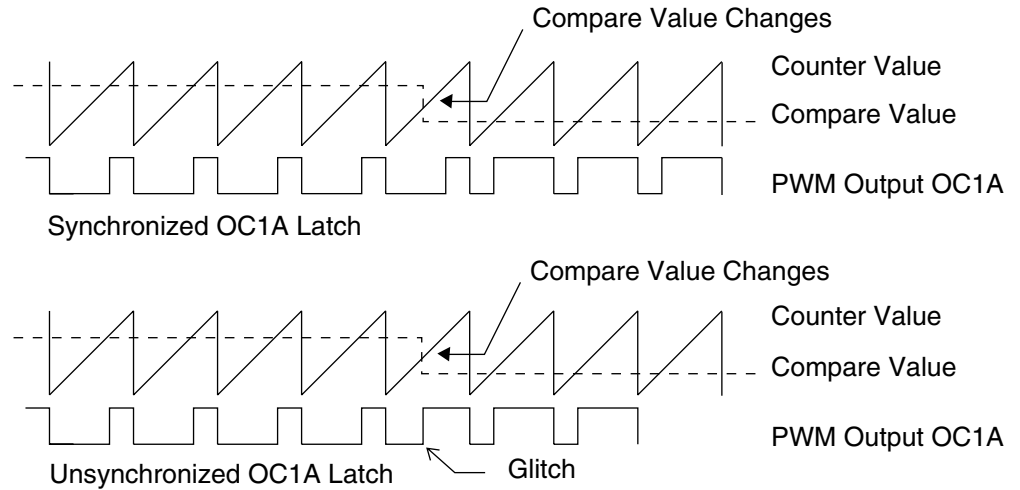 Compare Value Changes
Counter Value
Compare Value
PWM Output OC1A
Synchronized OC1A Latch
Compare Value Changes
Counter Value
Compare Value
PWM Output OC1A
Unsynchronized OC1A Latch
Glitch